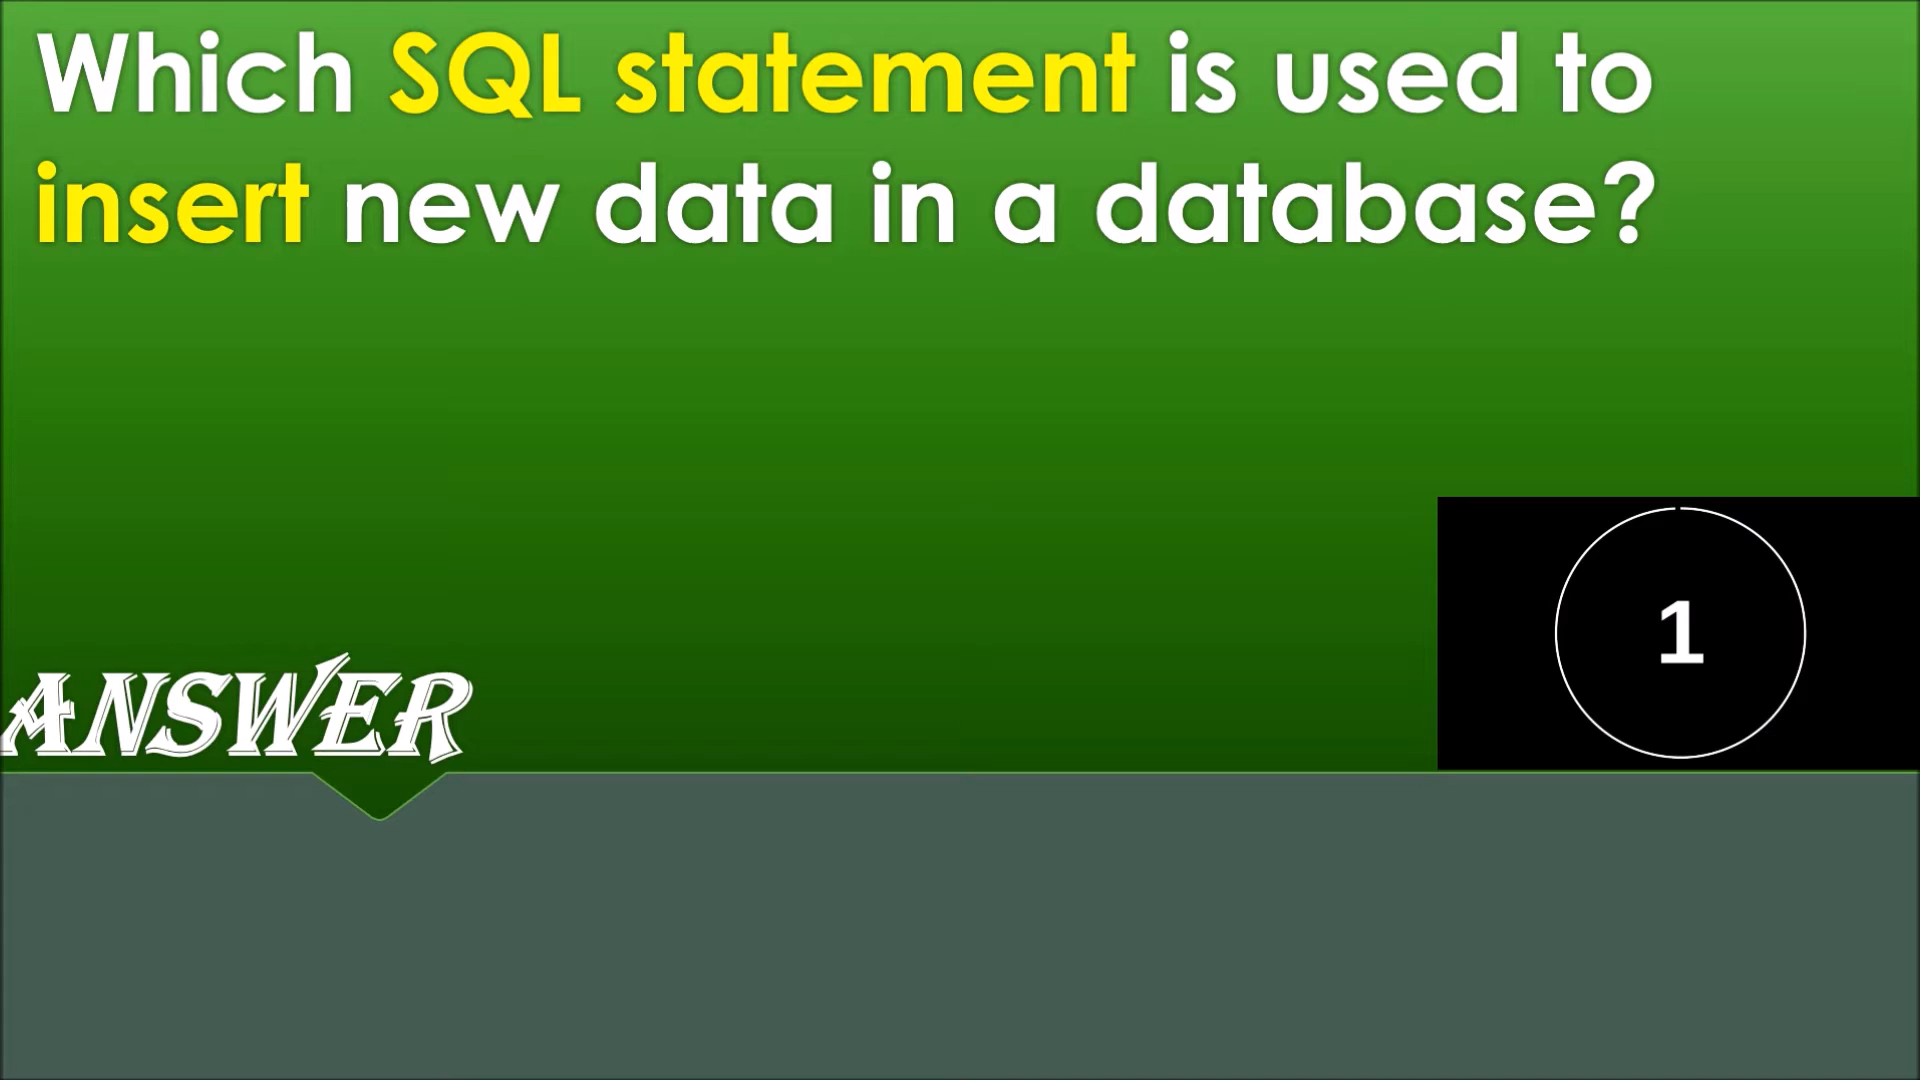 Which SQL statement is used to
insert new data in a database?
1
ANSWER